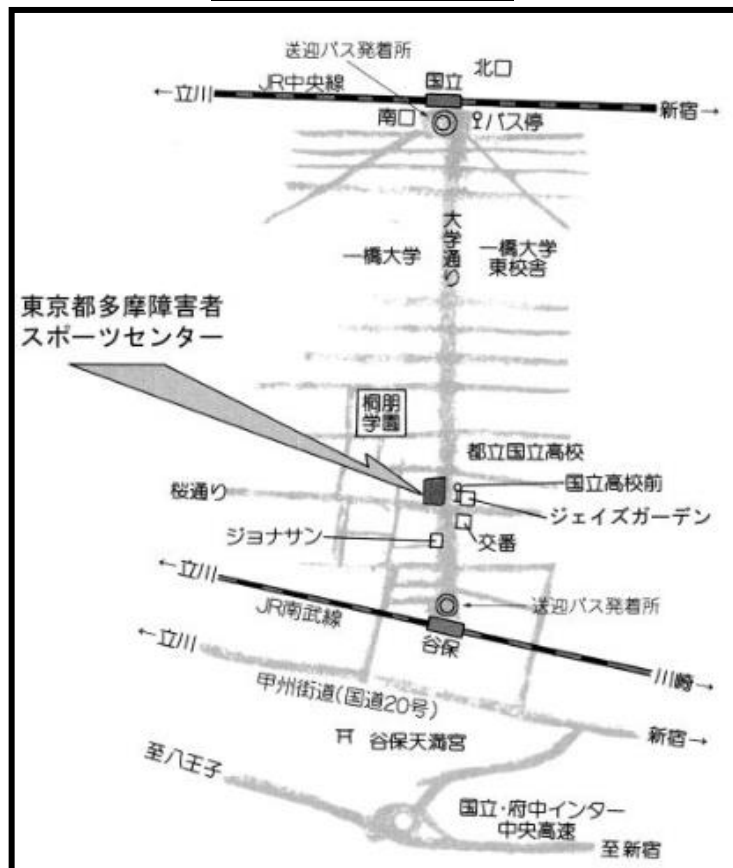 送迎バス発着所
北口
国立
JR中央線
←立川
新宿→
南口
バス停
大学通り
一橋大学
一橋大学
東校舎
東京都多摩障害者
スポーツセンター
桐朋
学園
都立国立高校
桜通り
国立高校前
ジェイズガーデン
ジョナサン
交番
←立川
JR南武線
送迎バス発着所
谷保
←立川
川崎→
甲州街道(国道20号)
新宿→
谷保天満宮
至八王子
国立・府中インター
中央高速
至新宿